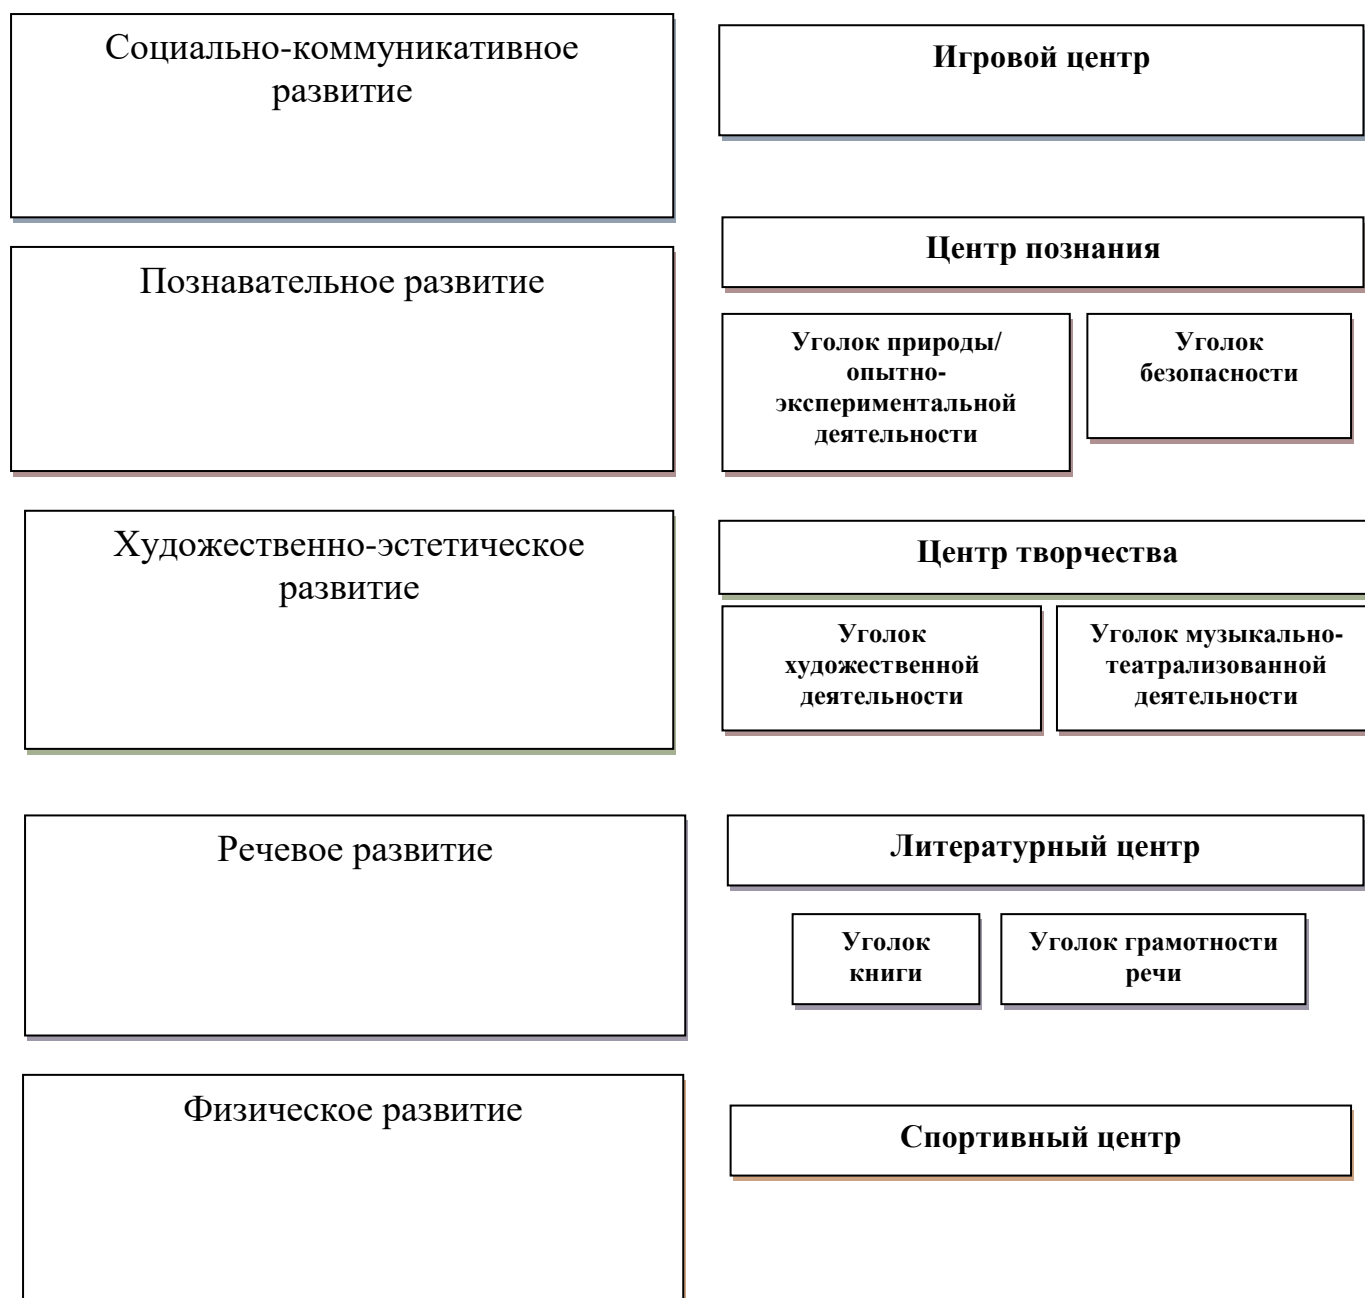 Социально-коммуникативное
развитие
Игровой центр
Познавательное развитие
Центр познания
Уголок природы/
опытно-
экспериментальной
деятельности
Уголок
безопасности
Художественно-эстетическое
развитие
Центр творчества
Уголок
художественной
деятельности
Уголок музыкально-
театрализованной
деятельности
Речевое развитие
Литературный центр
Уголок
книги
Уголок грамотности
речи
Физическое развитие
Спортивный центр